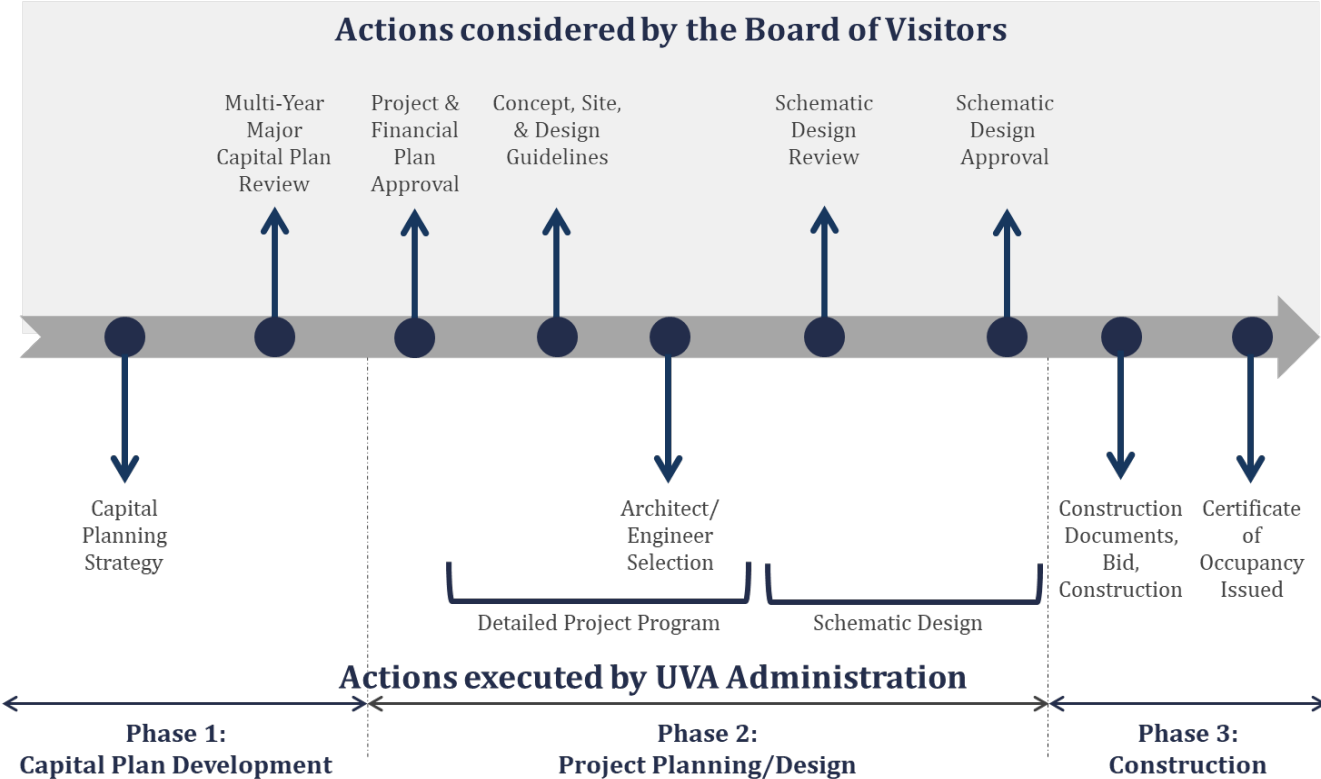 Actions considered by the Board of Visitors
Multi-Year
Major
Capital Plan
Review
Project &
Financial
Plan
Approval
Concept, Site,
& Design
Guidelines
Schematic
Design
Review
Schematic
Design
Approval
Capital
Planning
Strategy
Architect/
Engineer
Selection
Construction
Documents,
Bid,
Construction
Certificate
of
Occupancy
Issued
Detailed Project Program
Schematic Design
Actions executed by UVA Administration
Phase 1:
Capital Plan Development
Phase 2:
Project Planning/Design
Phase 3:
Construction